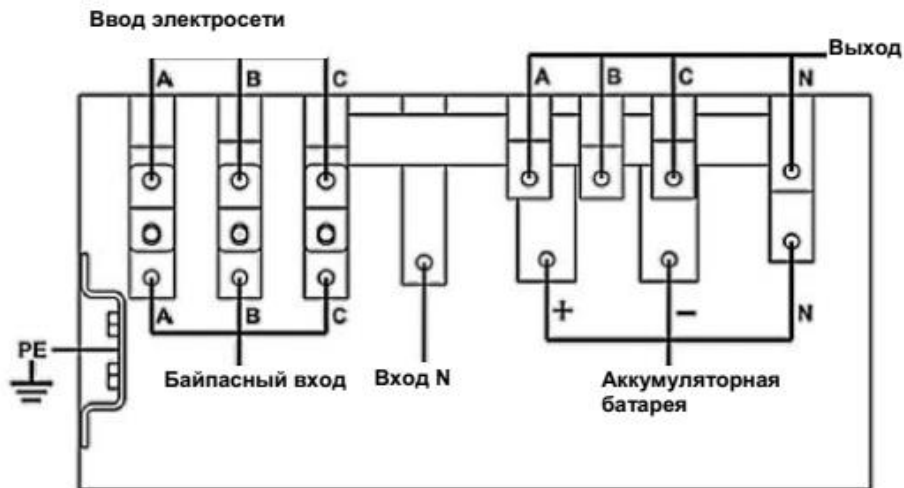 Ввод электросети
Выход
A B C A B C N
A B C + - N
PE
Байпасный вход Вход N Аккумуляторная
батарея